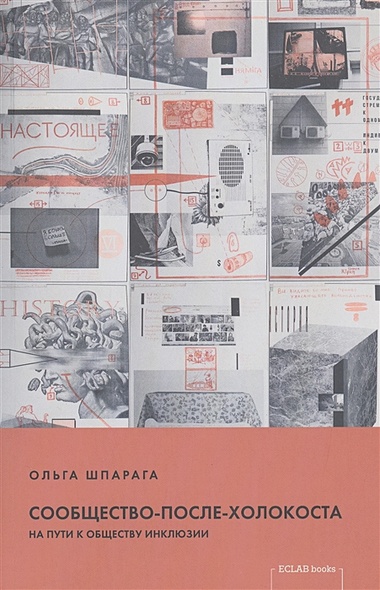 НАСТОЯЩЕЕ
HISTORY
ОЛЬГА ШПАРАГА
СООБЩЕСТВО-ПОСЛЕ-ХОЛОКОСТА
НА ПУТИ К ОБЩЕСТВУ ИНКЛЮЗИИ
ECLAB books